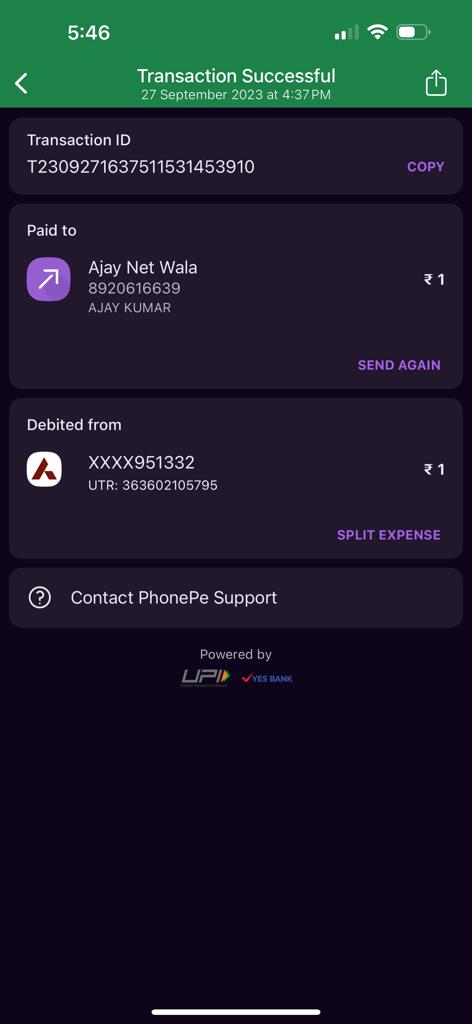 5:46
Transaction Successful
27 September 2023 at 4:37PM
Transaction ID
T2309271637511531453910
COPY
Paid to
Ajay Net Wala
8920616639
AJAY KUMAR
₹ 1
SEND AGAIN
Debited from
XXXX951332
UTR: 363602105795
₹ 1
SPLIT EXPENSE
Contact PhonePe Support
Powered by
UPI
YES BANK